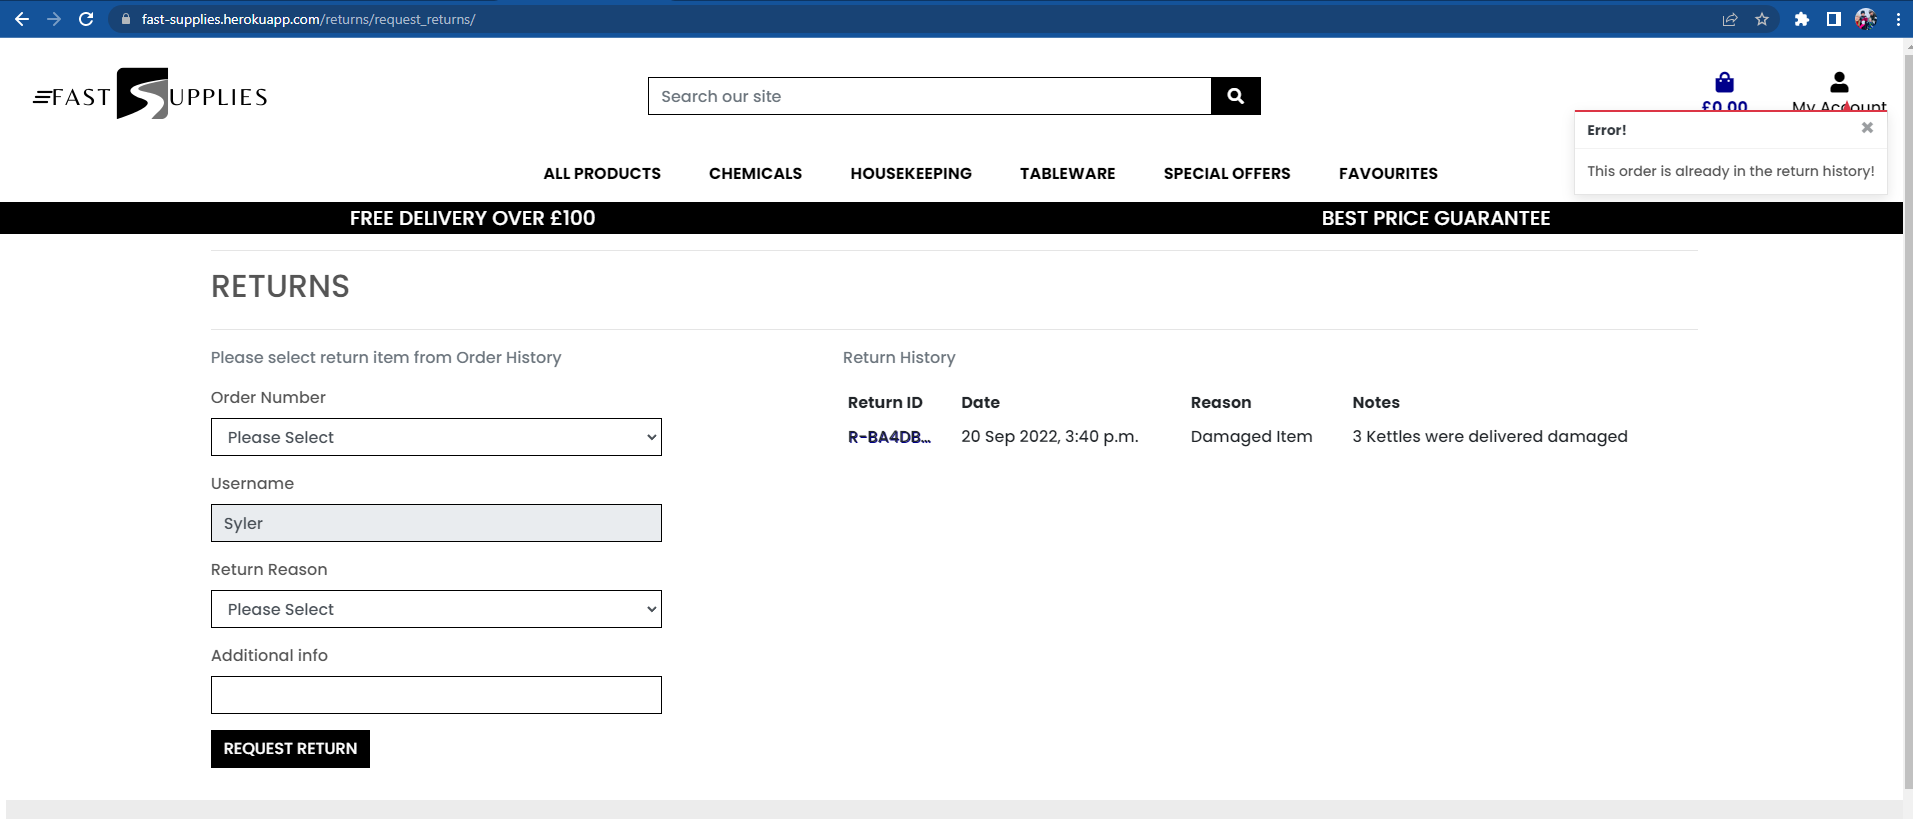 fast-supplies.herokuapp.com/returns/request_returns/
FAST SUPPLIES
Search our site
£0.00
My Account
Error!
This order is already in the return history!
ALL PRODUCTS CHEMICALS HOUSEKEEPING TABLEWARE SPECIAL OFFERS FAVOURITES
FREE DELIVERY OVER £100 BEST PRICE GUARANTEE
RETURNS
Please select return item from Order History
Order Number
Please Select
Username
Syler
Return Reason
Please Select
Additional info
REQUEST RETURN
Return History
Return ID Date Reason Notes
R-BA4DB... 20 Sep 2022, 3:40 p.m. Damaged Item 3 Kettles were delivered damaged